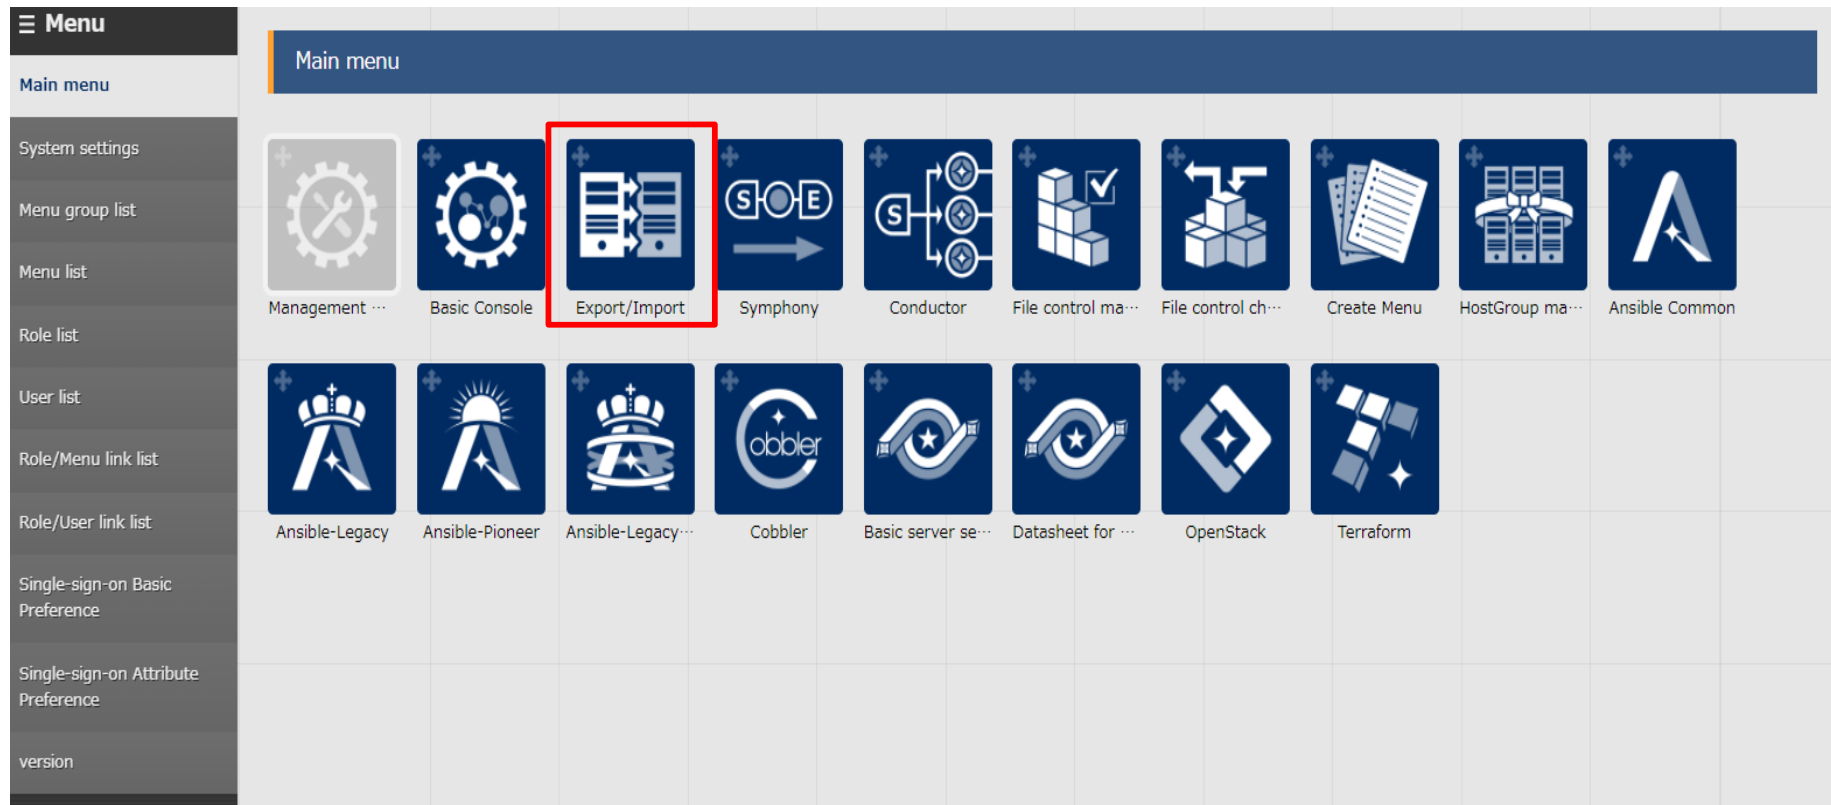 Menu
Main menu
System settings
Menu group list
Menu list
Role list
User list
Role/Menu link list
Role/User link list
Single-sign-on Basic
Preference
Single-sign-on Attribute
Preference
version
Main menu
S O E
S
Management ···
Basic Console
Export/Import
Symphony
Conductor
File control ma···
File control ch···
Create Menu
HostGroup ma···
Ansible Common
Cobbler
Ansible-Legacy
Ansible-Pioneer
Ansible-Legacy···
Cobbler
Basic server se···
Datasheet for ···
OpenStack
Terraform